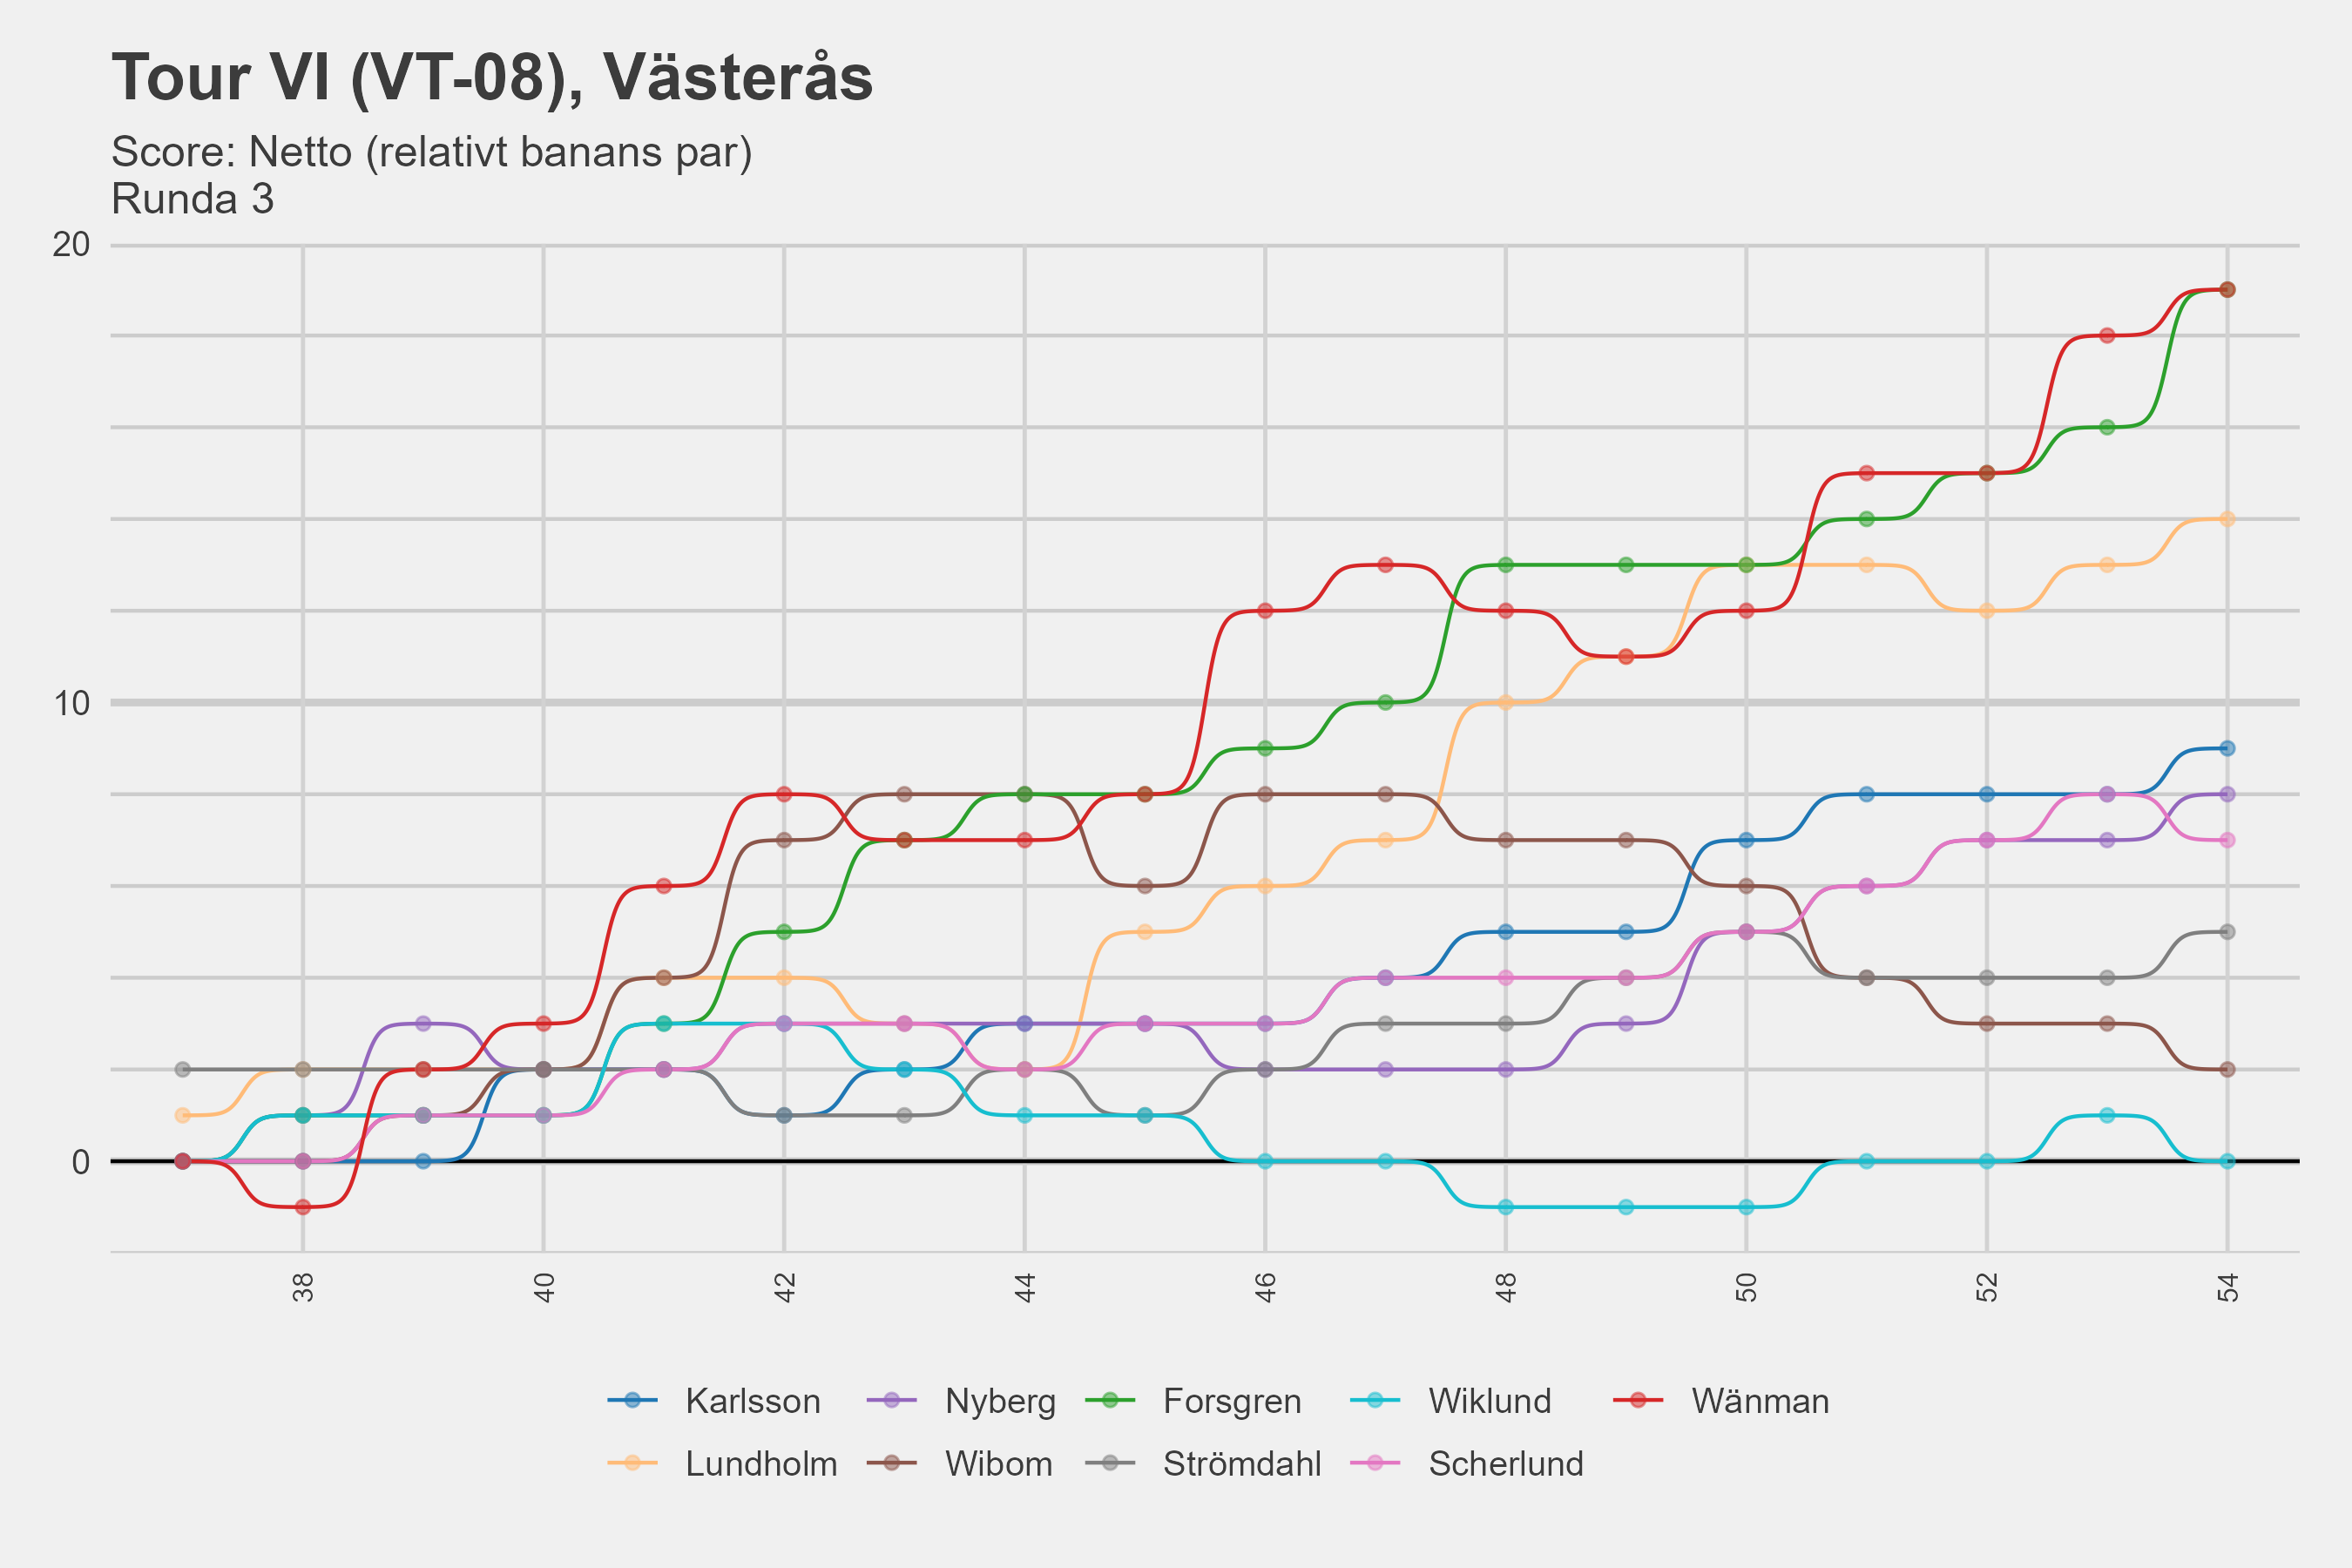 Tour VI (VT-08), Västerås
Score: Netto (relativt banans par)
Runda 3
20
10
0
38 40 42 44 46 48 50 52 54
Karlsson Nyberg Forsgren Wiklund Wänman
Lundholm Wibom Strömdahl Scherlund